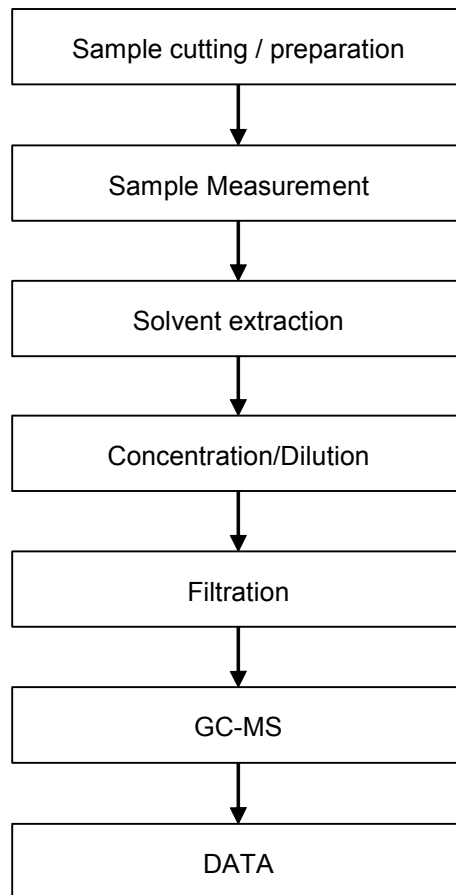 Sample cutting / preparation
Sample Measurement
Solvent extraction
Concentration/Dilution
Filtration
GC-MS
DATA